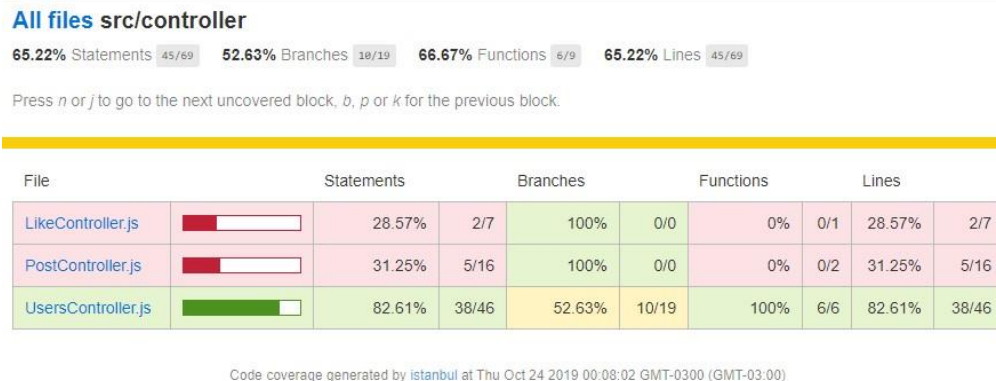 All files src/controller
65.22% Statements 45/69 52.63% Branches 10/19 66.67% Functions 6/9 65.22% Lines 45/69
Press n or j to go to the next uncovered block, b, p or k for the previous block.
File Statements Branches Functions Lines
LikeController.js 28.57% 2/7 100% 0/0 0% 0/1 28.57% 2/7
PostController.js 31.25% 5/16 100% 0/0 0% 0/2 31.25% 5/16
UsersController.js 82.61% 38/46 52.63% 10/19 100% 6/6 82.61% 38/46
Code coverage generated by istanbul at Thu Oct 24 2019 00:08:02 GMT-0300 (GMT-03:00)